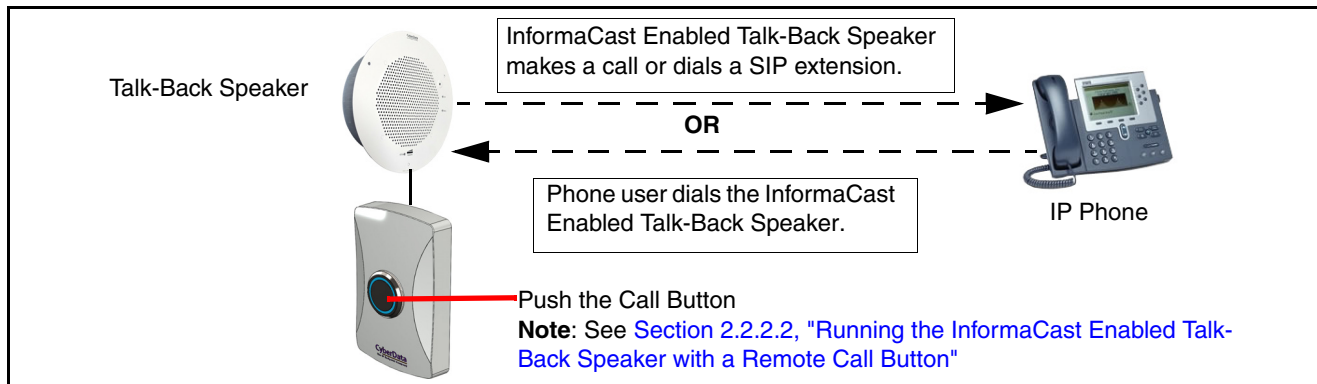 InformaCast Enabled Talk-Back Speaker
makes a call or dials a SIP extension.
Talk-Back Speaker
OR
Phone user dials the InformaCast
Enabled Talk-Back Speaker.
IP Phone
Push the Call Button
Note: See Section 2.2.2.2, "Running the InformaCast Enabled Talk-
Back Speaker with a Remote Call Button"
CyberData